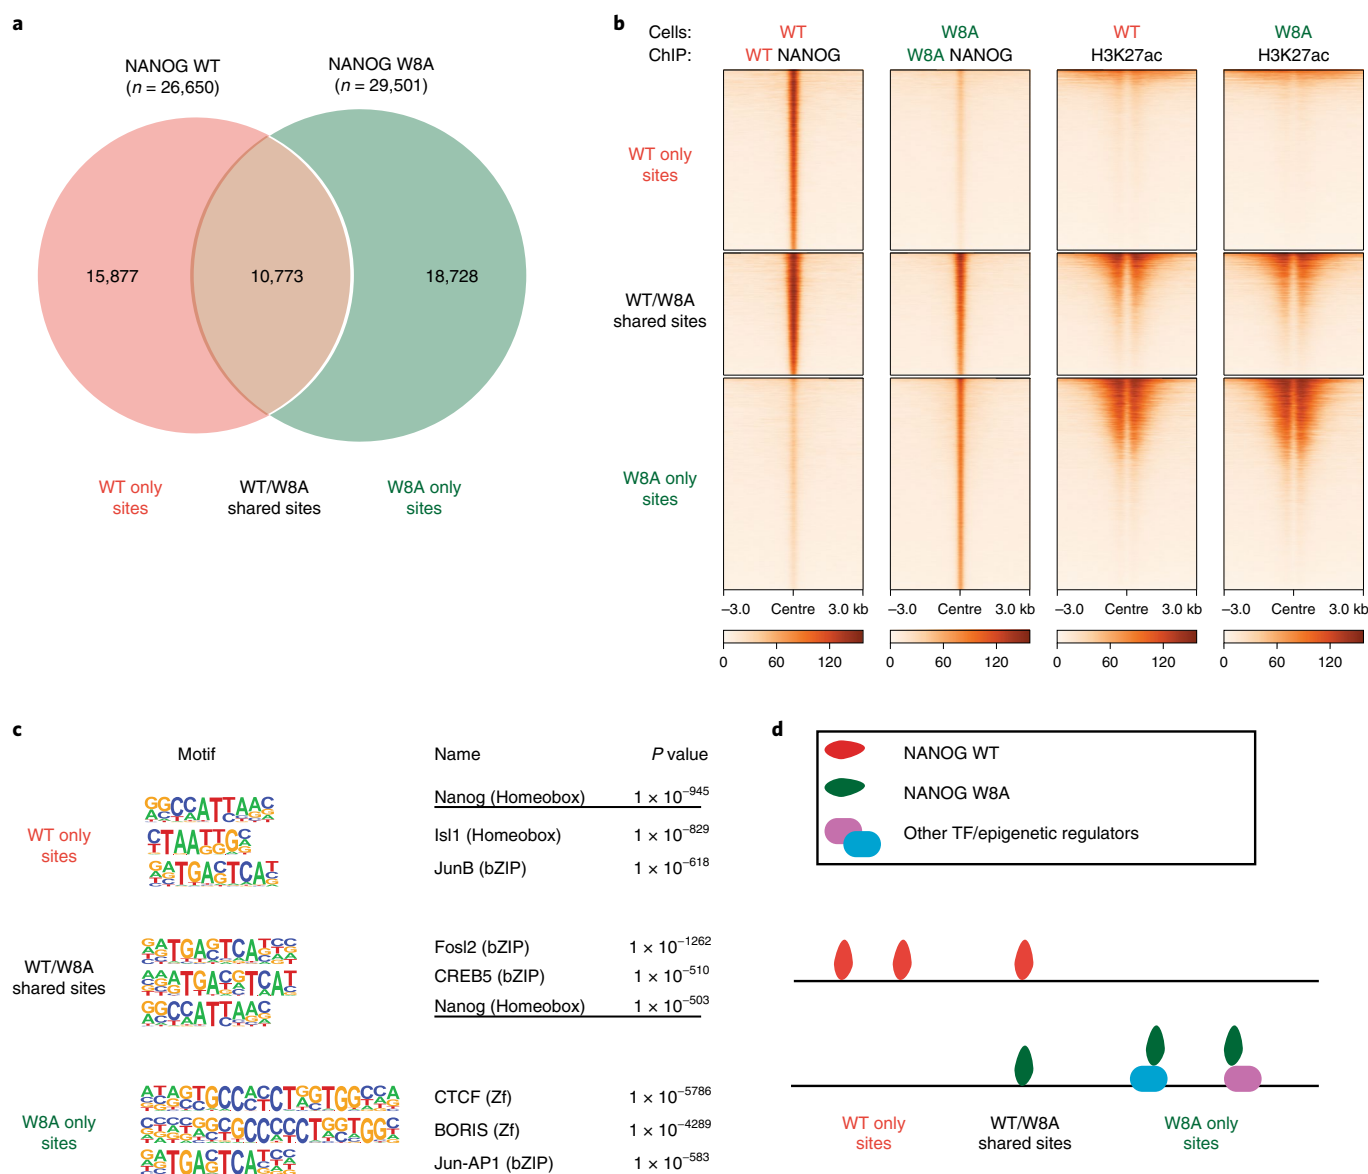 a
NANOG WT
(n = 26,650)
NANOG W8A
(n = 29,501)
15,877
10,773
18,728
WT only
sites
WT/W8A
shared sites
W8A only
sites
b
Cells: WT W8A WT W8A
ChIP: WT NANOG W8A NANOG H3K27ac H3K27ac
WT only
sites
WT/W8A
shared sites
W8A only
sites
–3.0 Centre 3.0 kb –3.0 Centre 3.0 kb –3.0 Centre 3.0 kb –3.0 Centre 3.0 kb
0 60 120 0 60 120 0 60 120 0 60 120
c
Motif Name P value
WT only
sites
Nanog (Homeobox) 1 × 10⁻⁹⁴⁵
Isl1 (Homeobox) 1 × 10⁻⁸²⁹
JunB (bZIP) 1 × 10⁻⁶¹⁸
WT/W8A
shared sites
Fosl2 (bZIP) 1 × 10⁻¹²⁶²
CREB5 (bZIP) 1 × 10⁻⁵¹⁰
Nanog (Homeobox) 1 × 10⁻⁵⁰³
W8A only
sites
CTCF (Zf) 1 × 10⁻⁵⁷⁸⁶
BORIS (Zf) 1 × 10⁻⁴²⁸⁹
Jun-AP1 (bZIP) 1 × 10⁻⁵⁸³
d
NANOG WT
NANOG W8A
Other TF/epigenetic regulators
WT only
sites
WT/W8A
shared sites
W8A only
sites